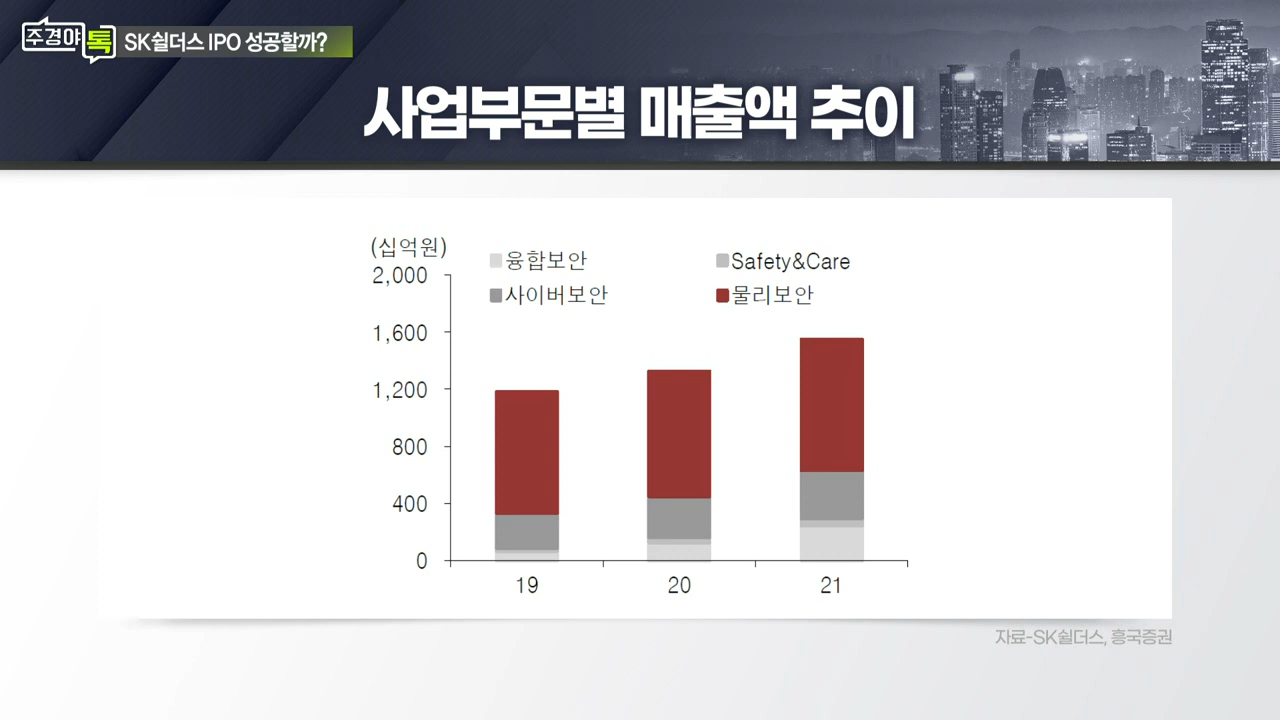 주경야톡 SK쉴더스 IPO 성공할까?
사업부문별 매출액 추이
(십억원)
융합보안 Safety&Care
사이버보안 물리보안
2,000
1,600
1,200
800
400
0
19 20 21
자료-SK쉴더스, 흥국증권